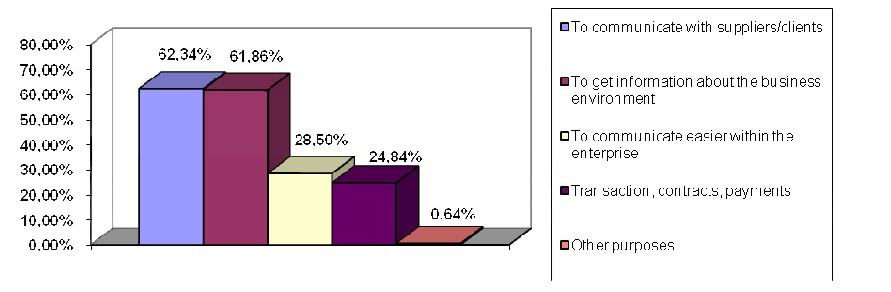 80,00%
70,00%
60,00%
50,00%
40,00%
30,00%
20,00%
10,00%
0,00%
62,34%
61,86%
28,50%
24,84%
0,64%
To communicate with suppliers/clients
To get information about the business
environment
To communicate easier within the
enterprise
Transaction, contracts, payments
Other purposes